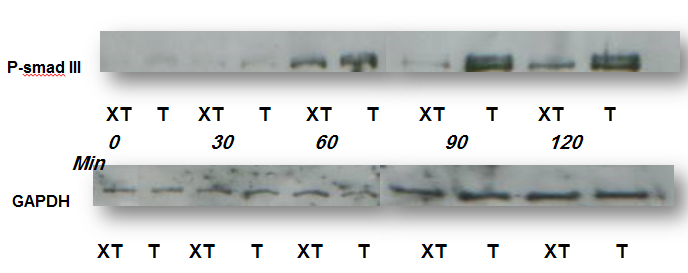 P-smad III
XT T XT T XT T XT T XT T
0 30 60 90 120
Min
GAPDH
XT T XT T XT T XT T XT T